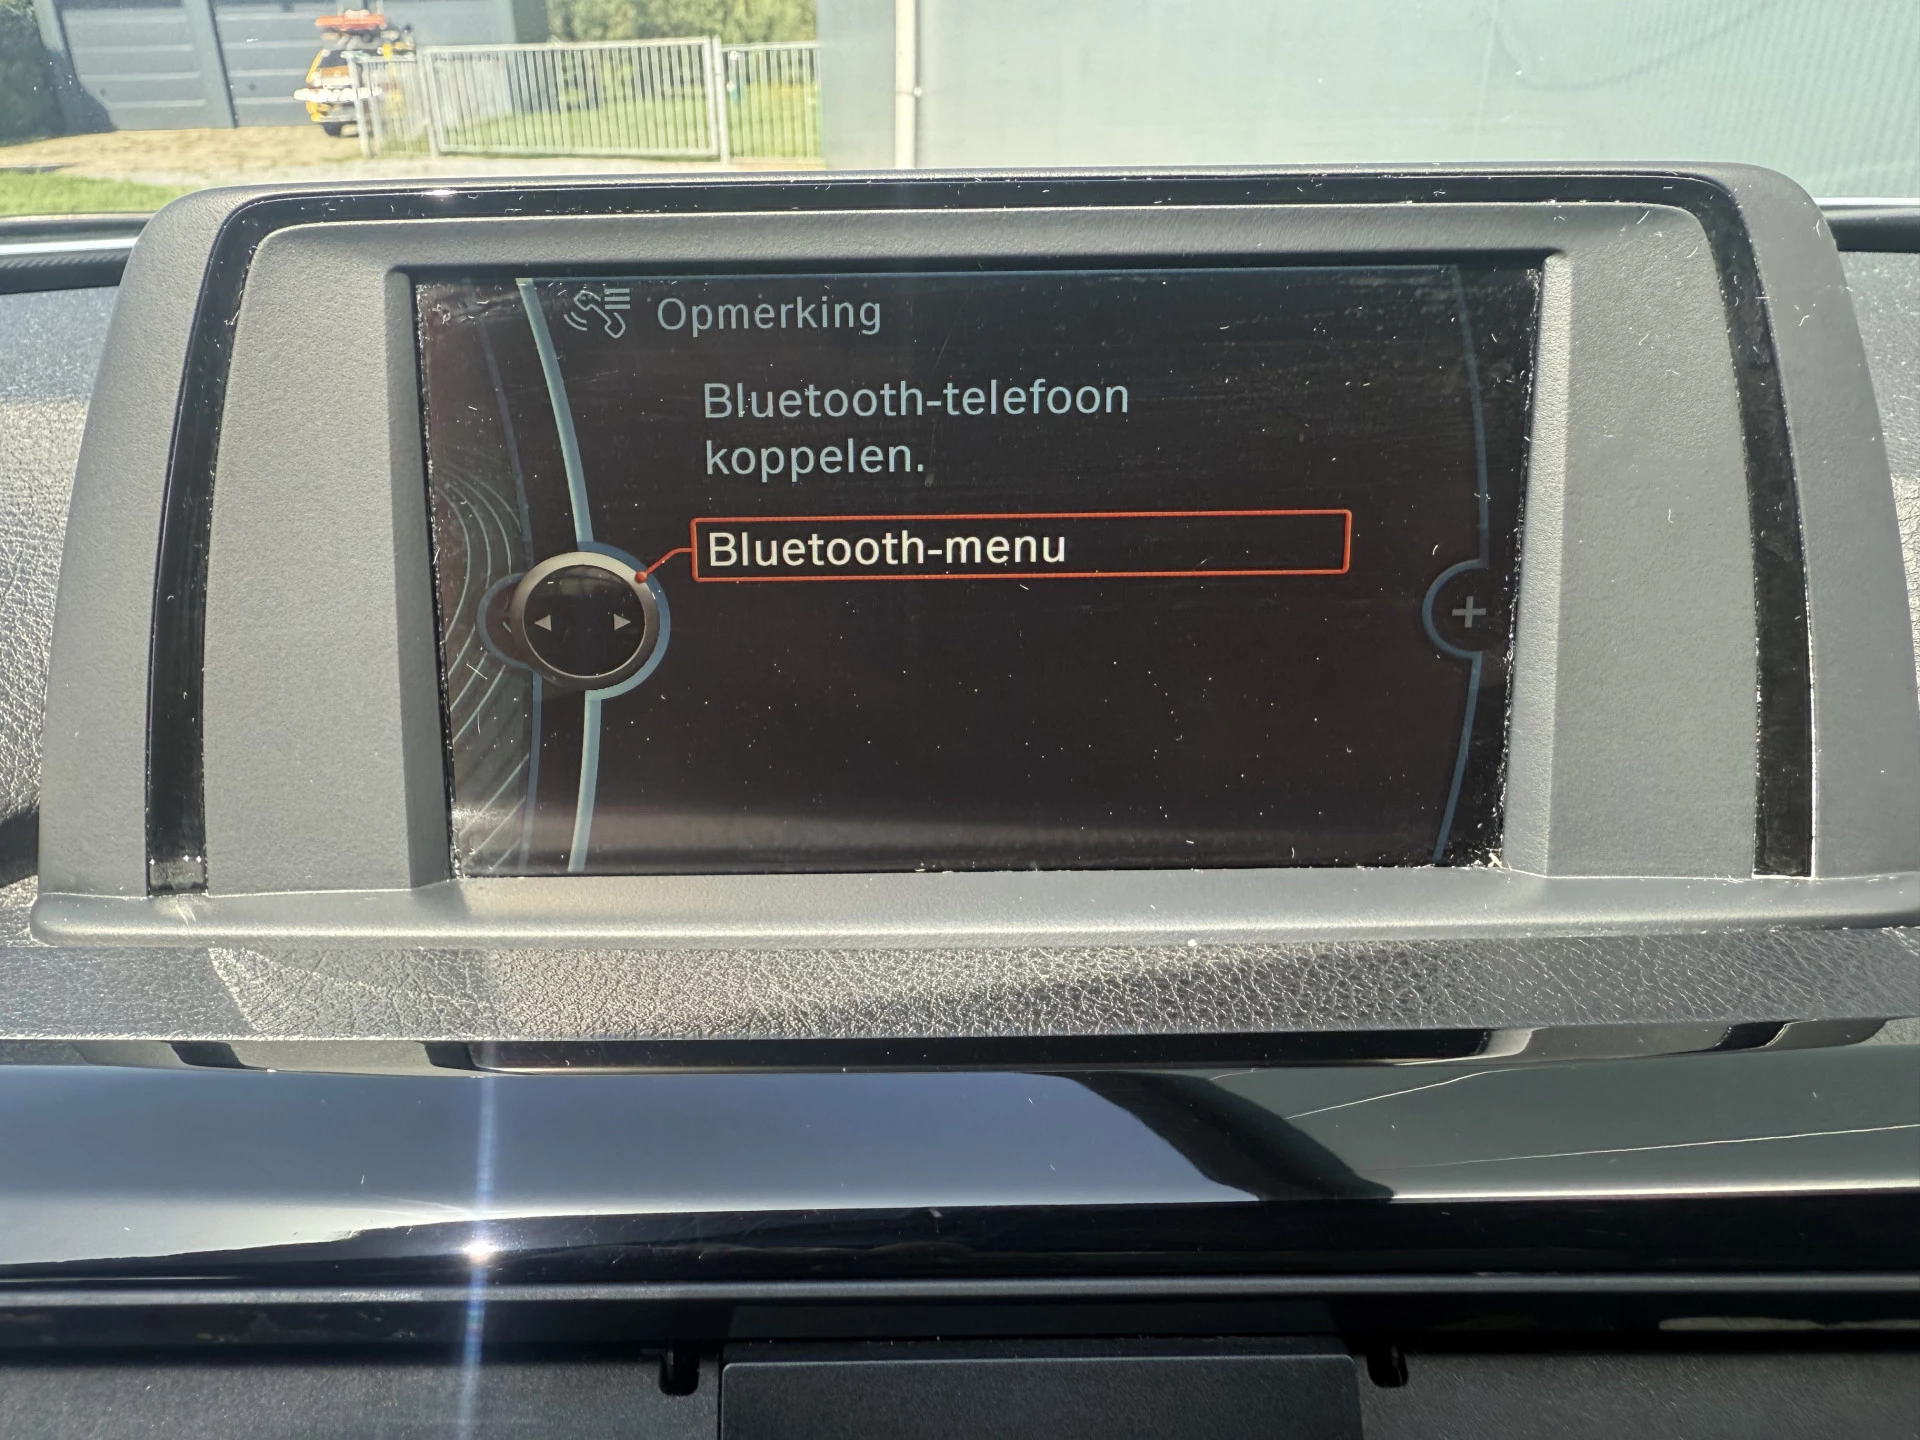 Opmerking
Bluetooth-telefoon
koppelen.
Bluetooth-menu